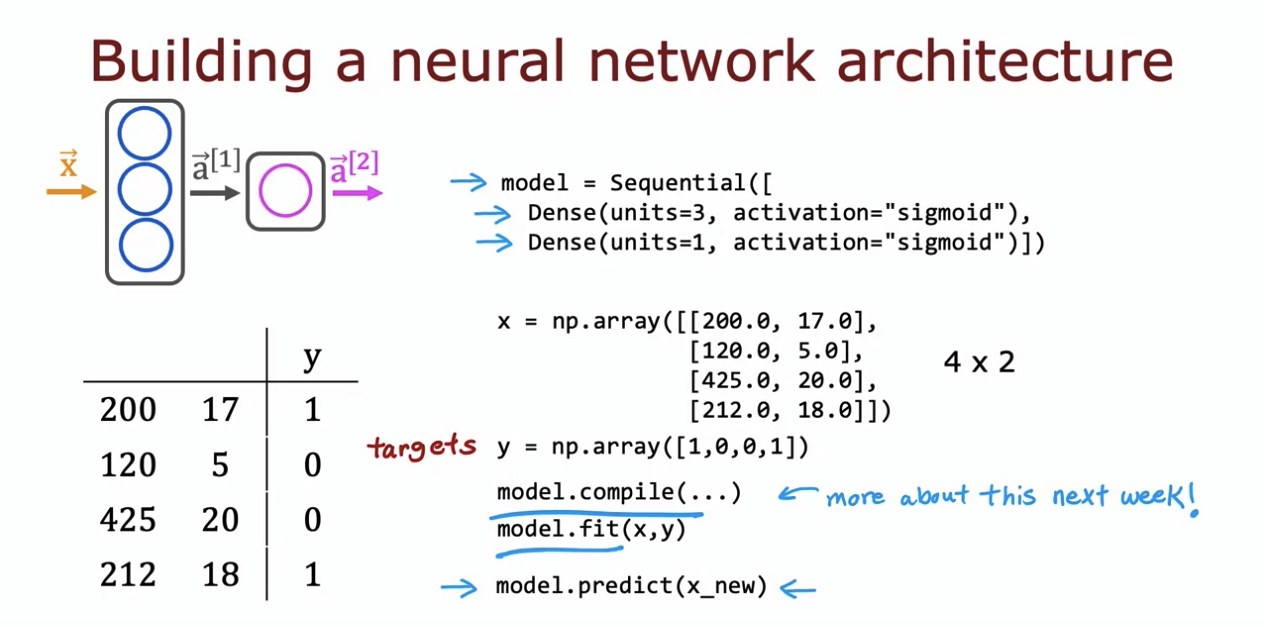 Building a neural network architecture
x⃗
a⃗[1]
a⃗[2]
model = Sequential([
Dense(units=3, activation="sigmoid"),
Dense(units=1, activation="sigmoid")])
y
200 17 1
120 5 0
425 20 0
212 18 1
x = np.array([[200.0, 17.0],
[120.0, 5.0],
[425.0, 20.0],
[212.0, 18.0]])
4 x 2
targets y = np.array([1,0,0,1])
model.compile(...) ← more about this next week!
model.fit(x,y)
model.predict(x_new)